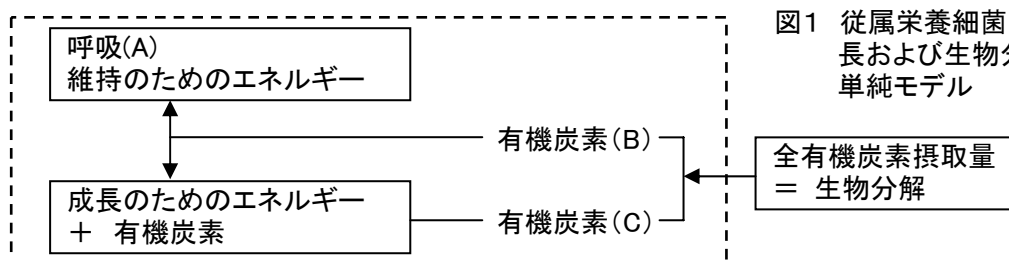 図1 従属栄養細菌
長および生物分
単純モデル
呼吸(A)
維持のためのエネルギー
有機炭素(B)
全有機炭素摂取量
= 生物分解
成長のためのエネルギー
+ 有機炭素
有機炭素(C)